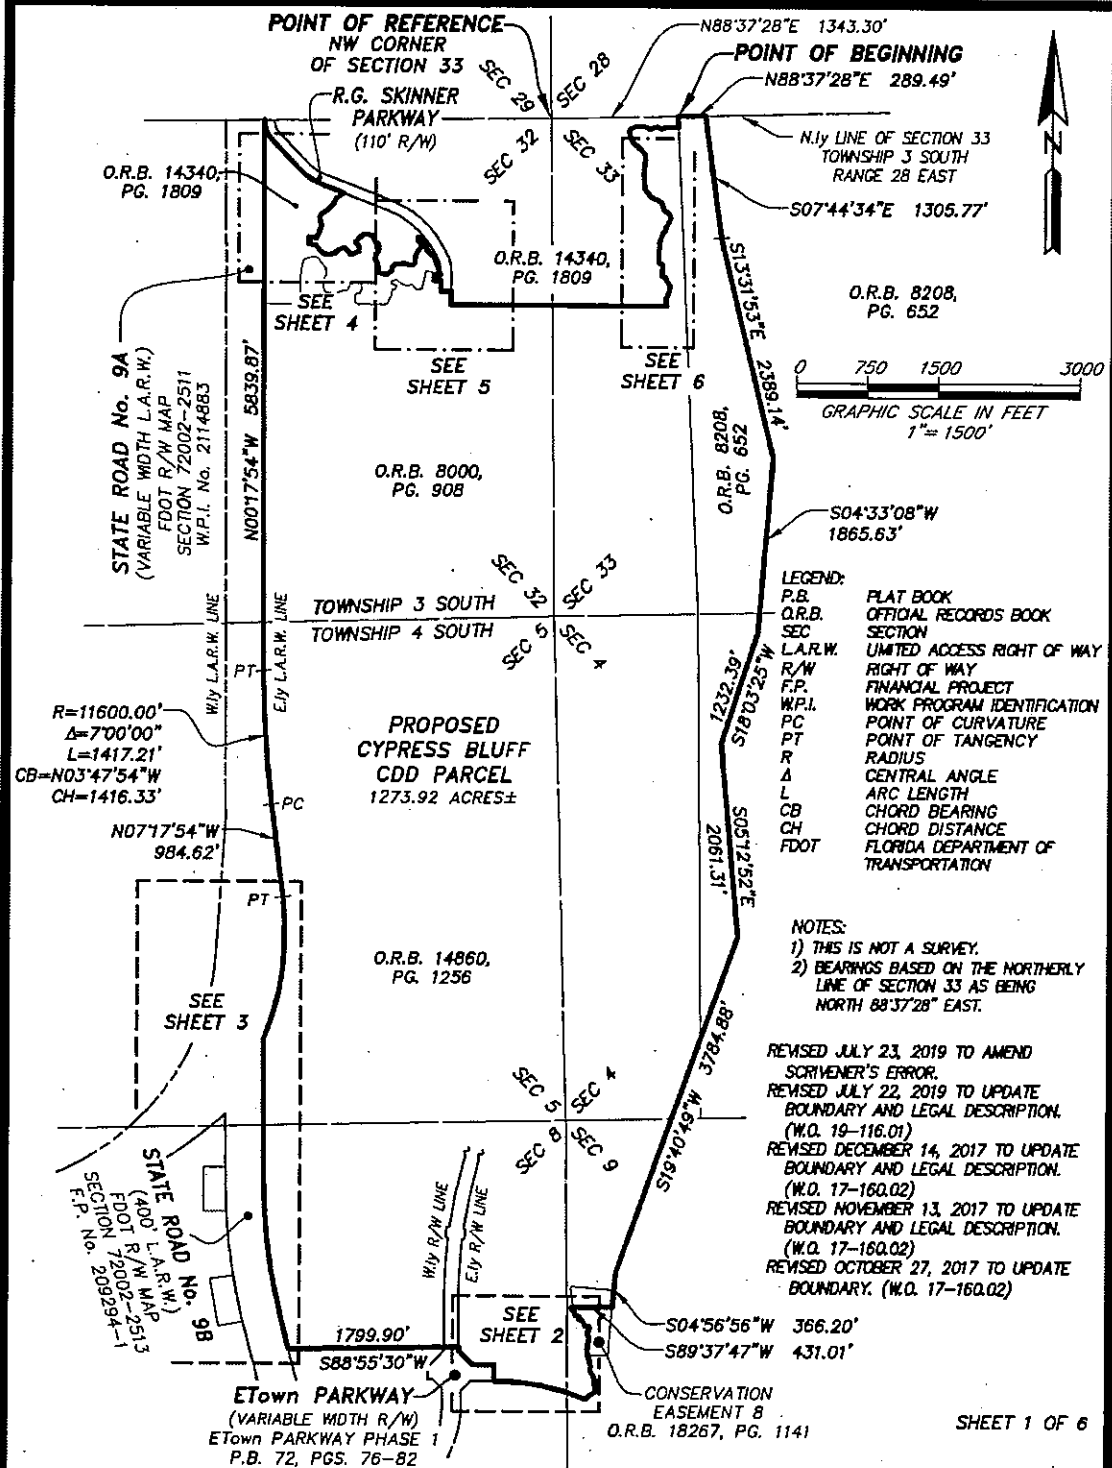 POINT OF REFERENCE
NW CORNER
OF SECTION 33
N88°37'28"E 1343.30'
POINT OF BEGINNING
N88°37'28"E 289.49'
SEC 29
SEC 28
SEC 32
SEC 33
R.G. SKINNER
PARKWAY
(110' R/W)
N
N.ly LINE OF SECTION 33
TOWNSHIP 3 SOUTH
RANGE 28 EAST
O.R.B. 14340,
PG. 1809
S07°44'34"E 1305.77'
O.R.B. 14340,
PG. 1809
S13°31'53"E 2389.14'
O.R.B. 8208,
PG. 652
SEE
SHEET 4
SEE
SHEET 5
SEE
SHEET 6
0 750 1500 3000
GRAPHIC SCALE IN FEET
1"= 1500'
STATE ROAD No. 9A
(VARIABLE WIDTH L.A.R.W.)
FDOT R/W MAP
SECTION 72002-2511
W.P.I. No. 2114883
N00°17'54"W 5839.87'
O.R.B. 8000,
PG. 908
O.R.B. 8208,
PG. 652
S04°33'08"W
1865.63'
SEC 32
SEC 33
TOWNSHIP 3 SOUTH
TOWNSHIP 4 SOUTH
SEC 5
SEC 4
W.ly L.A.R.W. LINE
E.ly L.A.R.W. LINE
PT
1232.39'
S18°03'25"W
LEGEND:
P.B. PLAT BOOK
O.R.B. OFFICIAL RECORDS BOOK
SEC SECTION
L.A.R.W. LIMITED ACCESS RIGHT OF WAY
R/W RIGHT OF WAY
F.P. FINANCIAL PROJECT
W.P.I. WORK PROGRAM IDENTIFICATION
PC POINT OF CURVATURE
PT POINT OF TANGENCY
R RADIUS
Δ CENTRAL ANGLE
L ARC LENGTH
CB CHORD BEARING
CH CHORD DISTANCE
FDOT FLORIDA DEPARTMENT OF
TRANSPORTATION
R=11600.00'
Δ=7°00'00"
L=1417.21'
CB=N03°47'54"W
CH=1416.33'
PC
PROPOSED
CYPRESS BLUFF
CDD PARCEL
1273.92 ACRES±
N07°17'54"W
984.62'
PT
S05°12'52"E
2061.31'
O.R.B. 14860,
PG. 1256
SEE
SHEET 3
NOTES:
1) THIS IS NOT A SURVEY.
2) BEARINGS BASED ON THE NORTHERLY
LINE OF SECTION 33 AS BEING
NORTH 88°37'28" EAST.
REVISED JULY 23, 2019 TO AMEND
SCRIVENER'S ERROR.
REVISED JULY 22, 2019 TO UPDATE
BOUNDARY AND LEGAL DESCRIPTION.
(W.O. 19-116.01)
REVISED DECEMBER 14, 2017 TO UPDATE
BOUNDARY AND LEGAL DESCRIPTION.
(W.O. 17-160.02)
REVISED NOVEMBER 13, 2017 TO UPDATE
BOUNDARY AND LEGAL DESCRIPTION.
(W.O. 17-160.02)
REVISED OCTOBER 27, 2017 TO UPDATE
BOUNDARY. (W.O. 17-160.02)
SEC 5
SEC 4
SEC 8
SEC 9
S19°40'49"W 3784.88'
STATE ROAD No. 9B
(400' L.A.R.W.)
FDOT R/W MAP
SECTION 72002-2513
F.P. No. 209294-1
W.ly R/W LINE
E.ly R/W LINE
SEE
SHEET 2
S04°56'56"W 366.20'
S89°37'47"W 431.01'
1799.90'
S88°55'30"W
ETown PARKWAY
(VARIABLE WIDTH R/W)
ETown PARKWAY PHASE 1
P.B. 72, PGS. 76-82
CONSERVATION
EASEMENT 8
O.R.B. 18267, PG. 1141
SHEET 1 OF 6